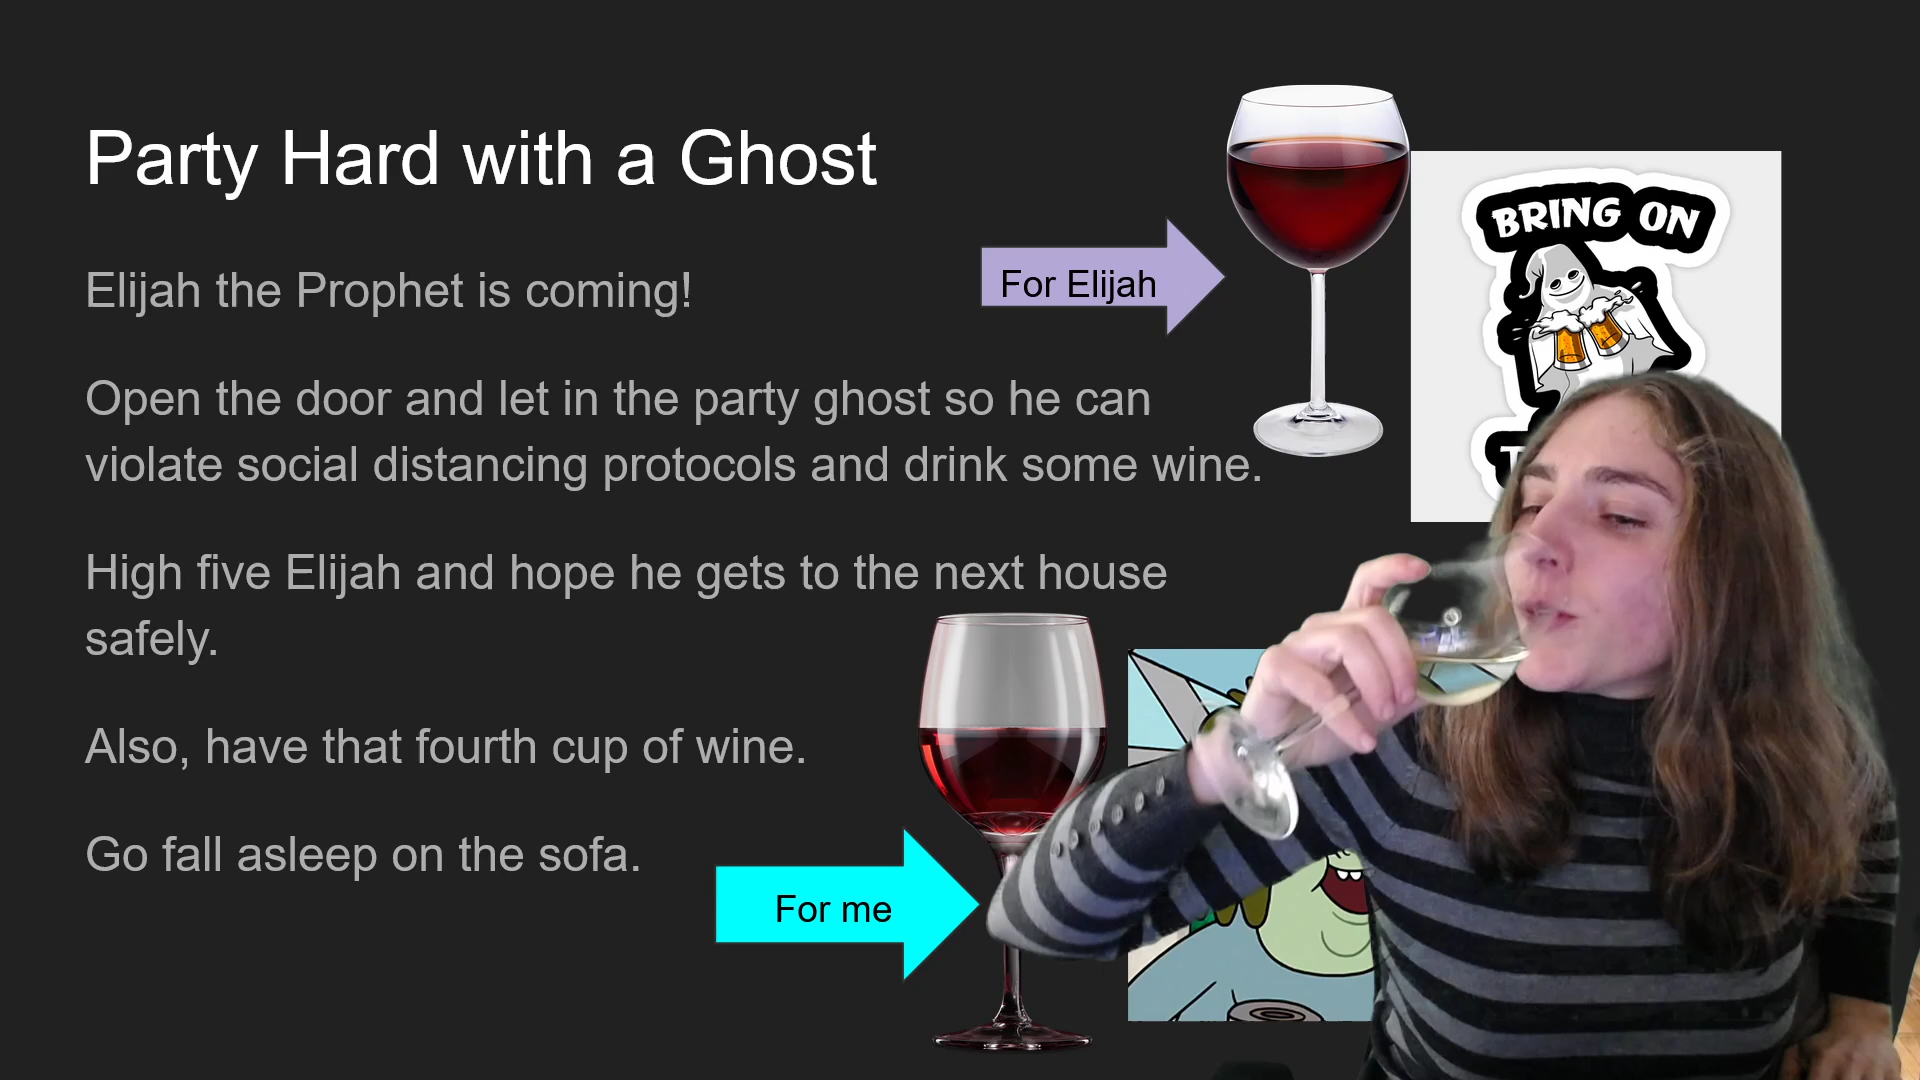 Party Hard with a Ghost
BRING ON
For Elijah
Elijah the Prophet is coming!
Open the door and let in the party ghost so he can
violate social distancing protocols and drink some wine.
High five Elijah and hope he gets to the next house
safely.
Also, have that fourth cup of wine.
Go fall asleep on the sofa.
For me